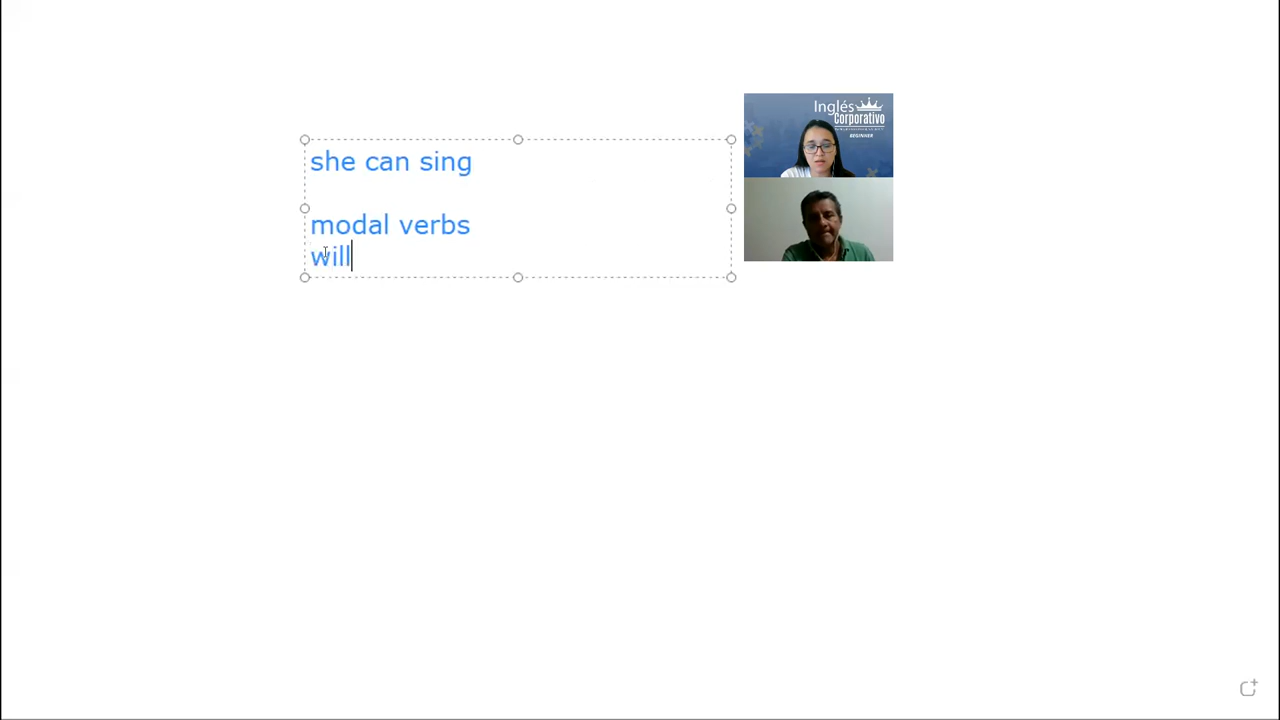 she can sing
modal verbs
will
Inglés
Corporativo
BEGINNER